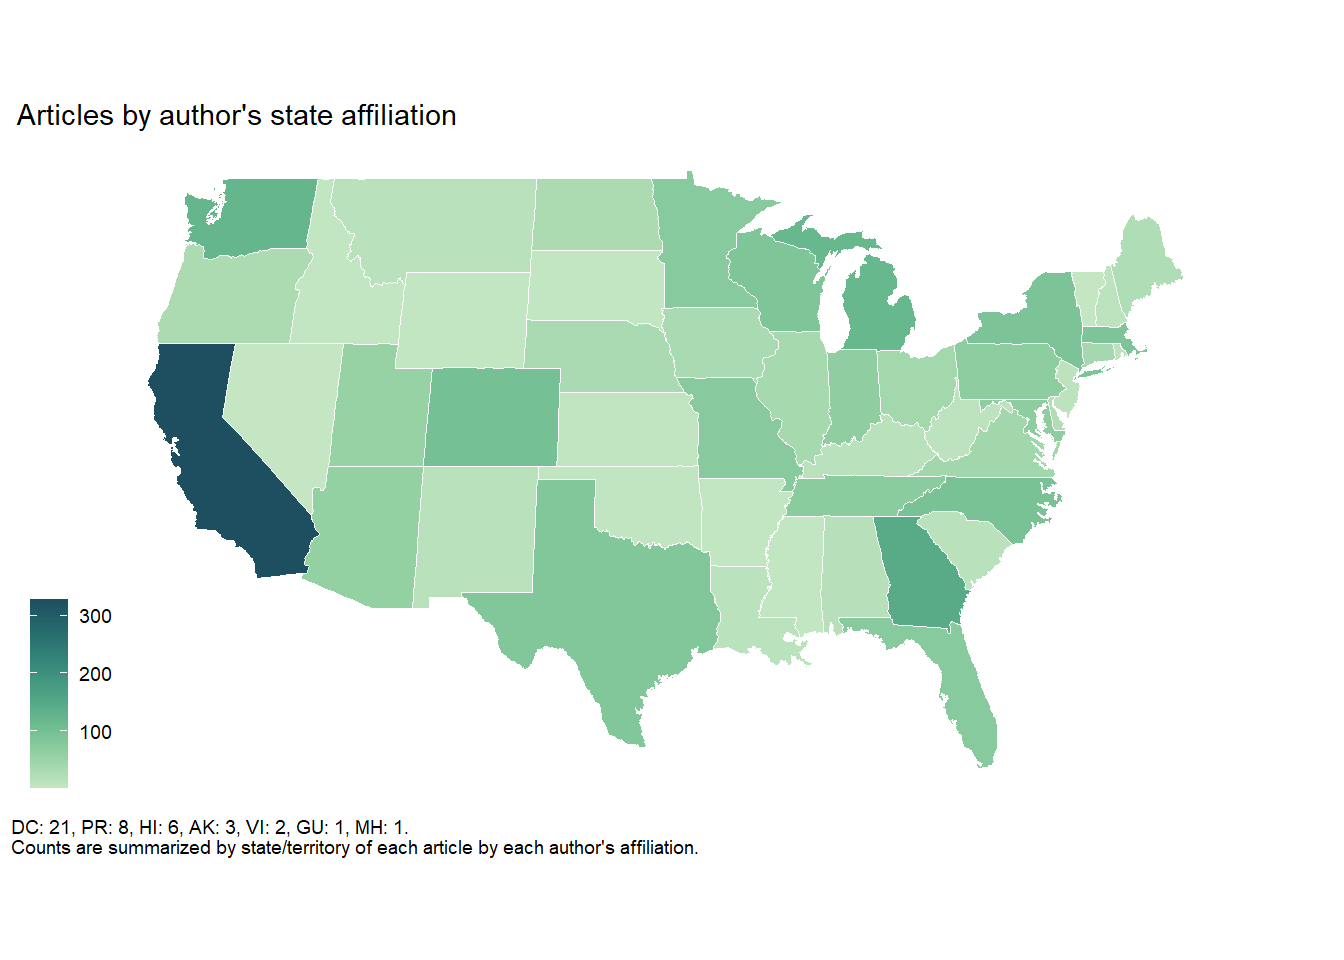 Articles by author's state affiliation
300
200
100
DC: 21, PR: 8, HI: 6, AK: 3, VI: 2, GU: 1, MH: 1.
Counts are summarized by state/territory of each article by each author's affiliation.